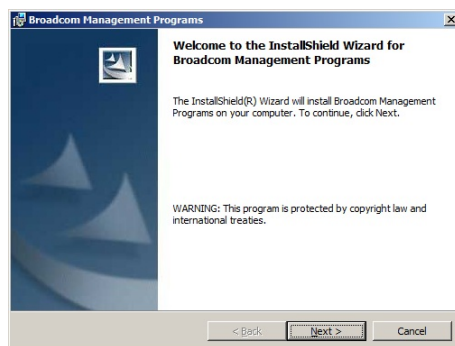 Broadcom Management Programs
Welcome to the InstallShield Wizard for
Broadcom Management Programs
The InstallShield(R) Wizard will install Broadcom Management
Programs on your computer. To continue, click Next.
WARNING: This program is protected by copyright law and
international treaties.
< Back
Next >
Cancel